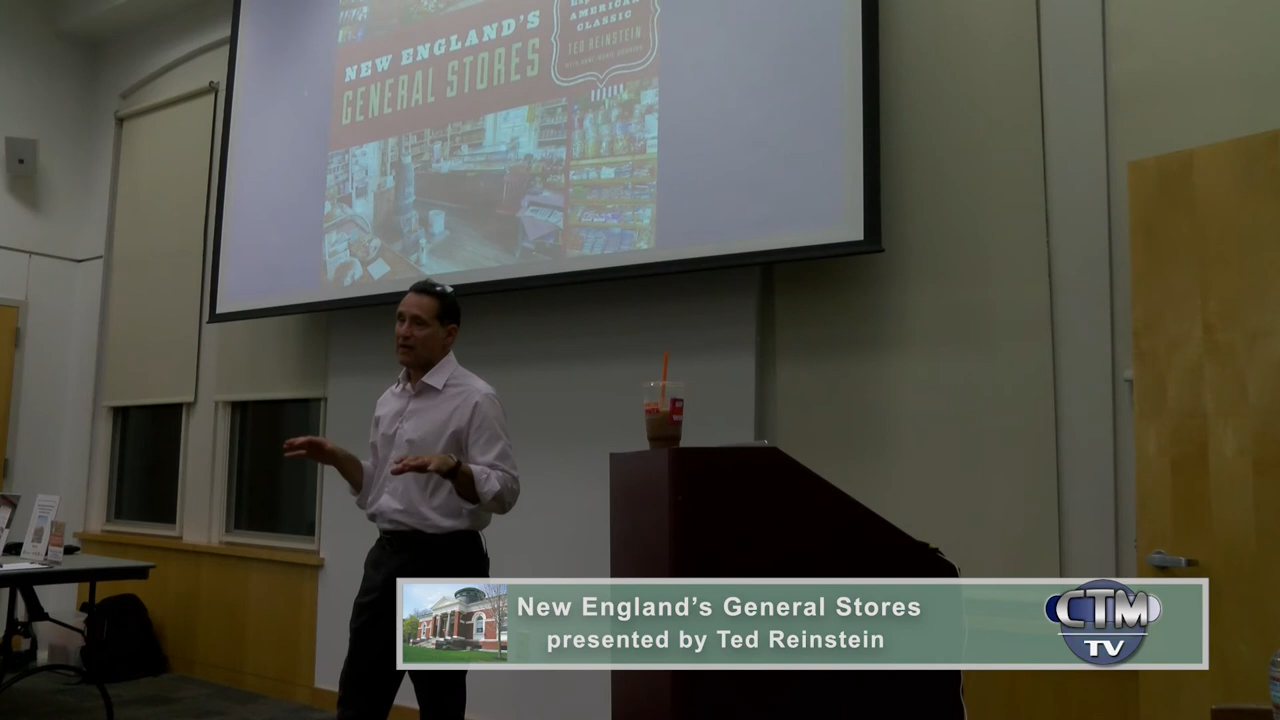 AMERICAN
CLASSIC
NEW ENGLAND'S
GENERAL STORES
TED REINSTEIN
New England's General Stores
presented by Ted Reinstein
CTM
TV